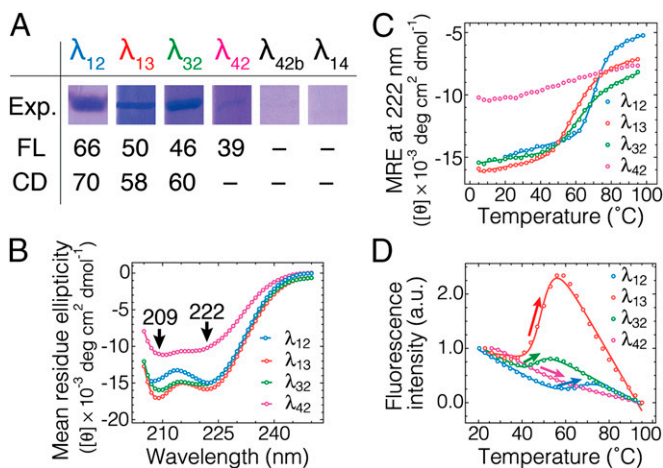 A
λ12 λ13 λ32 λ42 λ42b λ14
Exp.
FL 66 50 46 39 – –
CD 70 58 60 – – –
B
Mean residue ellipticity
([θ] × 10⁻³ deg cm² dmol⁻¹)
0
-5
-10
-15
-20
209 222
λ12
λ13
λ32
λ42
210 225 240
Wavelength (nm)
C
MRE at 222 nm
([θ] × 10⁻³ deg cm² dmol⁻¹)
-5
-10
-15
λ12
λ13
λ32
λ42
0 20 40 60 80 100
Temperature (˚C)
D
Fluorescence
intensity (a.u.)
2.0
1.0
0.0
λ12
λ13
λ32
λ42
20 40 60 80 100
Temperature (˚C)